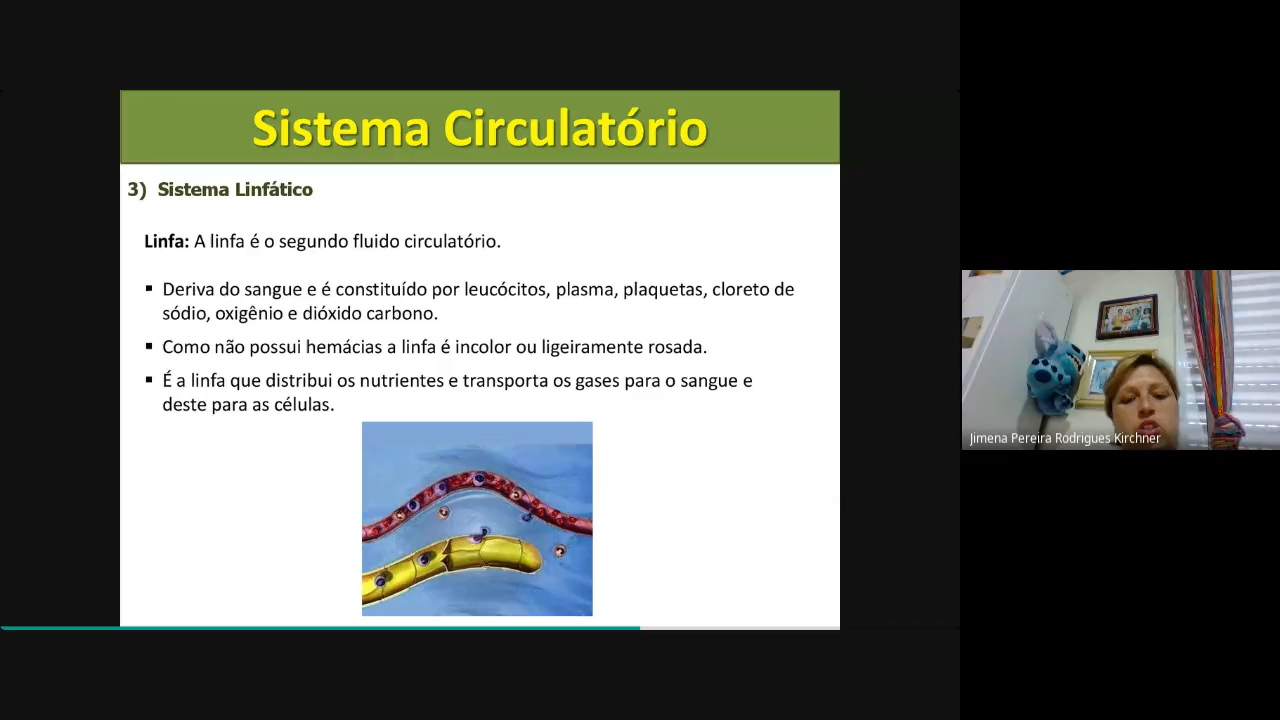 Sistema Circulatório
3) Sistema Linfático
Linfa: A linfa é o segundo fluido circulatório.
▪ Deriva do sangue e é constituído por leucócitos, plasma, plaquetas, cloreto de
sódio, oxigênio e dióxido carbono.
▪ Como não possui hemácias a linfa é incolor ou ligeiramente rosada.
▪ É a linfa que distribui os nutrientes e transporta os gases para o sangue e
deste para as células.
Jimena Pereira Rodrigues Kirchner